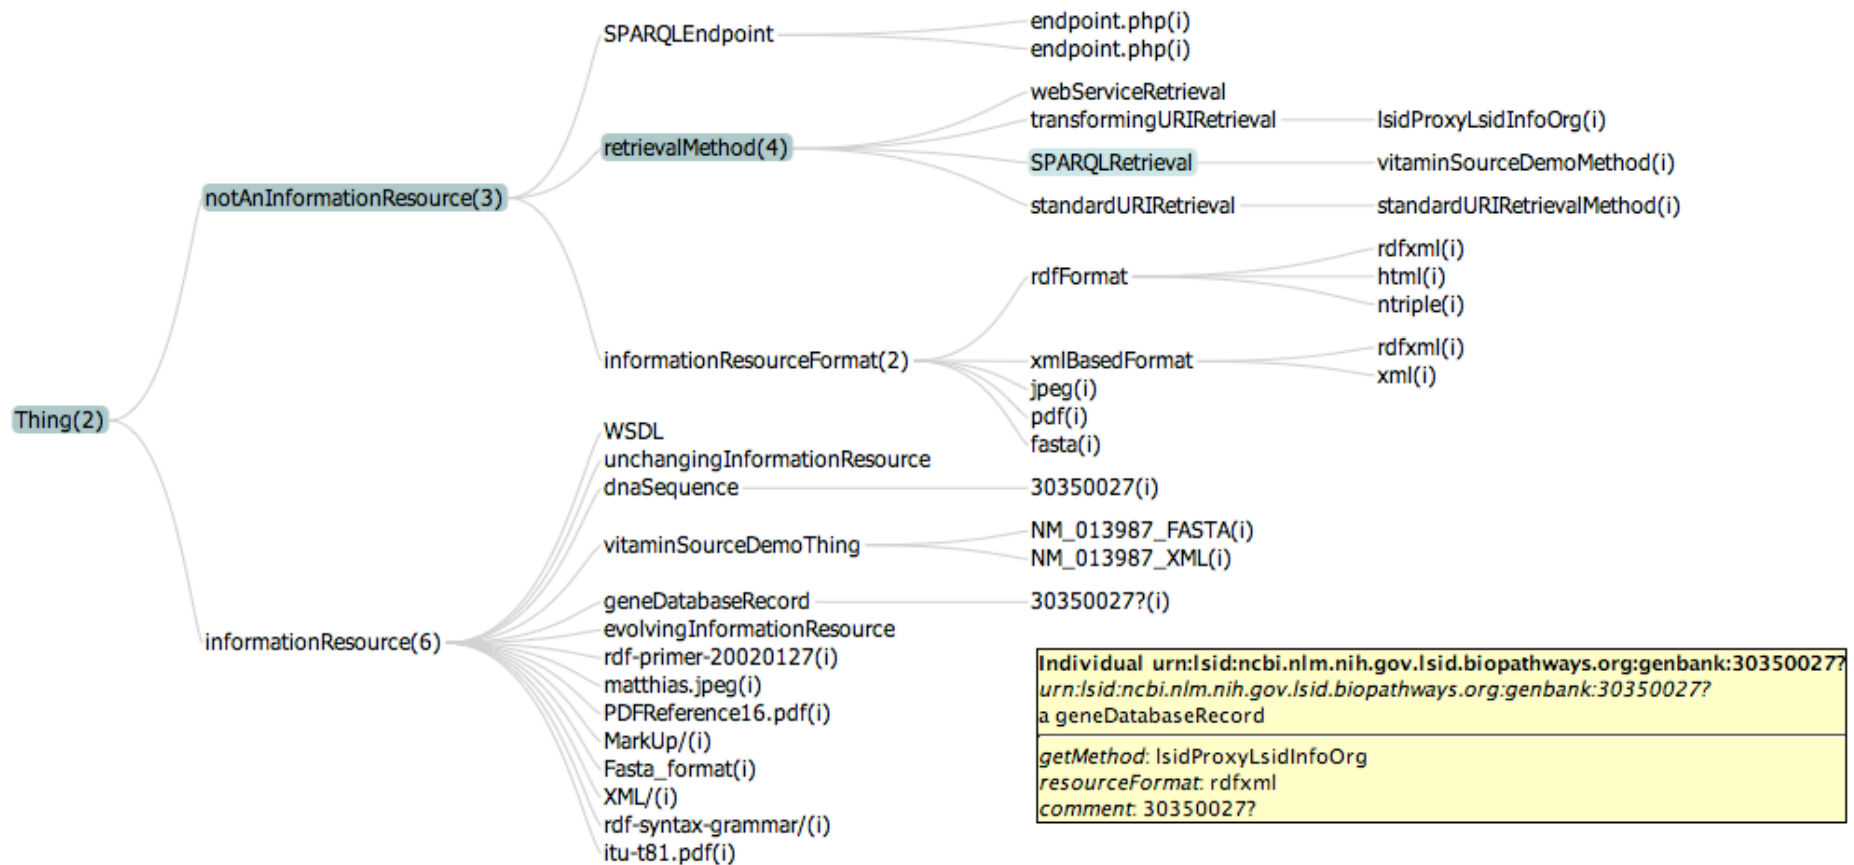 SPARQLEndpoint
endpoint.php(i)
endpoint.php(i)
webServiceRetrieval
retrievalMethod(4)
transformingURIRetrieval
lsidProxyLsidInfoOrg(i)
SPARQLRetrieval
vitaminSourceDemoMethod(i)
notAnInformationResource(3)
standardURIRetrieval
standardURIRetrievalMethod(i)
rdfFormat
rdfxml(i)
html(i)
ntriple(i)
informationResourceFormat(2)
xmlBasedFormat
rdfxml(i)
xml(i)
jpeg(i)
pdf(i)
fasta(i)
Thing(2)
WSDL
unchangingInformationResource
dnaSequence
30350027(i)
vitaminSourceDemoThing
NM_013987_FASTA(i)
NM_013987_XML(i)
geneDatabaseRecord
30350027?(i)
informationResource(6)
evolvingInformationResource
rdf-primer-20020127(i)
matthias.jpeg(i)
PDFReference16.pdf(i)
MarkUp/(i)
Fasta_format(i)
XML/(i)
rdf-syntax-grammar/(i)
itu-t81.pdf(i)
Individual urn:lsid:ncbi.nlm.nih.gov.lsid.biopathways.org:genbank:30350027?
urn:lsid:ncbi.nlm.nih.gov.lsid.biopathways.org:genbank:30350027?
a geneDatabaseRecord
getMethod: lsidProxyLsidInfoOrg
resourceFormat: rdfxml
comment: 30350027?